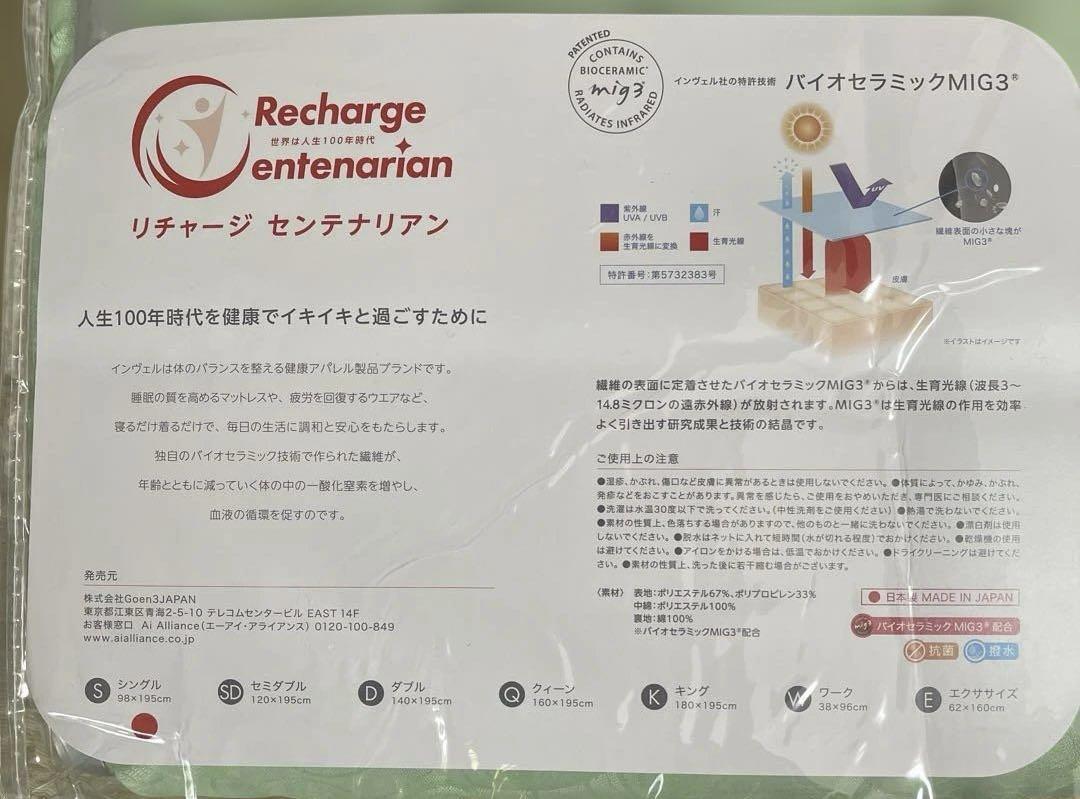 Recharge
世界は人生100年時代
Centenarian
リチャージ センテナリアン
人生100年時代を健康でイキイキと過ごすために
インヴェルは体のバランスを整える健康アパレル製品ブランドです。
睡眠の質を高めるマットレスや、疲労を回復するウエアなど、
寝るだけ着るだけで、毎日の生活に調和と安心をもたらします。
独自のバイオセラミック技術で作られた繊維が、
年齢とともに減っていく体の中の一酸化窒素を増やし、
血液の循環を促すのです。
発売元
株式会社Goen3JAPAN
東京都江東区青海2-5-10 テレコムセンタービル EAST 14F
お客様窓口 Ai Alliance(エーアイ・アライアンス) 0120-100-849
www.aialliance.co.jp
PATENTED
CONTAINS
BIOCERAMIC®
mig3®
RADIATES INFRARED
インヴェル社の特許技術 バイオセラミックMIG3®
UV
紫外線
UVA / UVB
汗
赤外線を
生育光線に変換
生育光線
特許番号:第5732383号
繊維表面の小さな塊が
MIG3®
皮膚
※イラストはイメージです
繊維の表面に定着させたバイオセラミックMIG3®からは、生育光線(波長3〜
14.8ミクロンの遠赤外線)が放射されます。MIG3®は生育光線の作用を効率
よく引き出す研究成果と技術の結晶です。
ご使用上の注意
●湿疹、かぶれ、傷口など皮膚に異常があるときは使用しないでください。●体質によって、かゆみ、かぶれ、
発疹などをおこすことがあります。異常を感じたら、ご使用をおやめいただき、専門医にご相談ください。
●洗濯は水温30度以下で洗ってください。(中性洗剤をご使用ください) ●熱湯で洗わないでください。
●素材の性質上、色落ちする場合がありますので、他のものと一緒に洗わないでください。●漂白剤は使用
しないでください。●脱水はネットに入れて短時間(水が切れる程度)でおかけください。●乾燥機の使用
は避けてください。●アイロンをかける場合は、低温でおかけください。●ドライクリーニングは避けてくだ
さい。●素材の性質上、洗った後に若干縮む場合がございます。
〈素材〉 表地:ポリエステル67%、ポリプロピレン33%
中綿:ポリエステル100%
裏地:綿100%
※バイオセラミックMIG3®配合
日本製 MADE IN JAPAN
バイオセラミック MIG3® 配合
抗菌 撥水
S シングル 98×195cm
SD セミダブル 120×195cm
D ダブル 140×195cm
Q クィーン 160×195cm
K キング 180×195cm
W ワーク 38×96cm
E エクササイズ 62×160cm